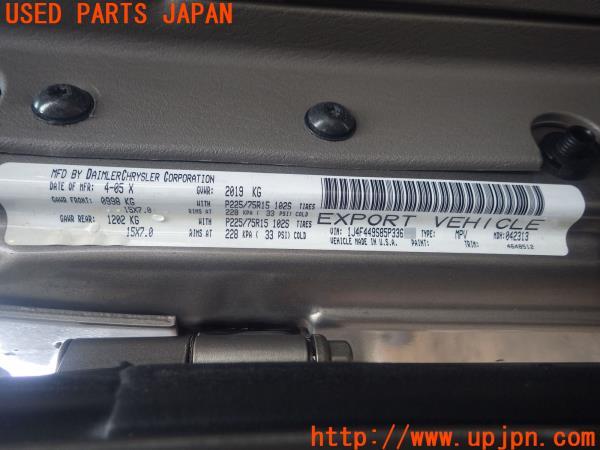 USED PARTS JAPAN
MFD BY DAIMLERCHRYSLER CORPORATION
DATE OF MFR: 4-05 X GVWR: 2019 KG
GAWR FRONT: 0998 KG WITH P225/75R15 102S TIRES
15X7.0 RIMS AT 228 KPA ( 33 PSI) COLD
GAWR REAR: 1202 KG WITH P225/75R15 102S TIRES
15X7.0 RIMS AT 228 KPA ( 33 PSI) COLD
EXPORT VEHICLE
VIN: 1J4F449S85P336 TYPE: MPV MDH: 042313
VEHICLE MADE IN U.S.A. PAINT: TRIM: 4648512
http://www.upjpn.com/